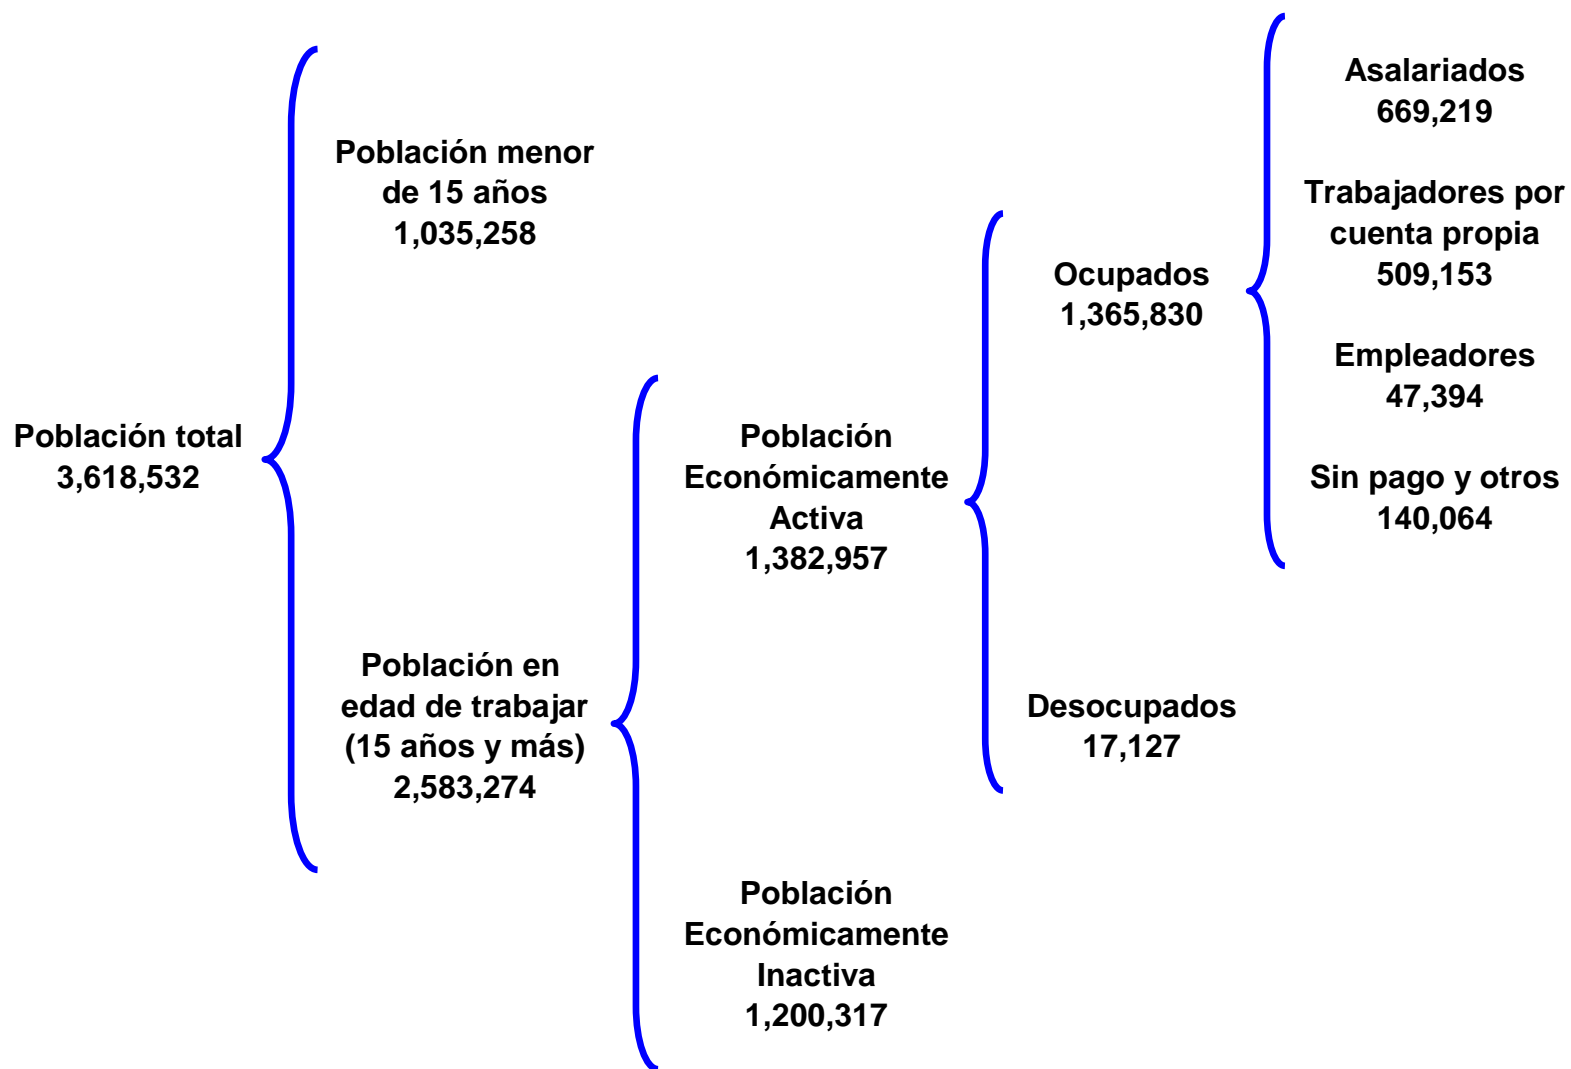 Población total
3,618,532
Población menor
de 15 años
1,035,258
Población en
edad de trabajar
(15 años y más)
2,583,274
Población
Económicamente
Activa
1,382,957
Población
Económicamente
Inactiva
1,200,317
Ocupados
1,365,830
Desocupados
17,127
Asalariados
669,219
Trabajadores por
cuenta propia
509,153
Empleadores
47,394
Sin pago y otros
140,064